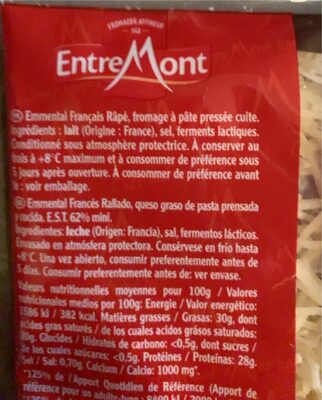 FROMAGER AFFINEUR
EntreMont
FR Emmental Français Râpé, fromage à pâte pressée cuite.
Ingrédients : lait (Origine : France), sel, ferments lactiques.
Conditionné sous atmosphère protectrice. À conserver au
frais à +8°C maximum et à consommer de préférence sous
5 jours après ouverture. À consommer de préférence avant
le : voir emballage.
Emmental Francés Rallado, queso graso de pasta prensada
y cocida. E.S.T 62% mini.
Ingredientes: leche (Origen: Francia), sal, fermentos lácticos.
Envasado en atmósfera protectora. Consérvese en frío hasta
+8°C. Una vez abierto, consumir preferentemente antes de
5 días. Consumir preferentemente antes de: ver envase.
Valeurs nutritionnelles moyennes pour 100g / Valores
nutricionales medios por 100g: Energie / Valor energético:
1586 kJ / 382 kcal. Matières grasses / Grasas: 30g, dont
acides gras saturés / de los cuales ácidos grasos saturados:
20g. Glucides / Hidratos de carbono: <0,5g, dont sucres /
de los cuales azúcares: <0,5g. Protéines / Proteínas: 28g.
Sel / Sal: 0,70g Calcium / Calcio: 1000 mg*.
*125% de l'Apport Quotidien de Référence (Apport de
référence pour un adulte-type : 8400 kJ / 2000